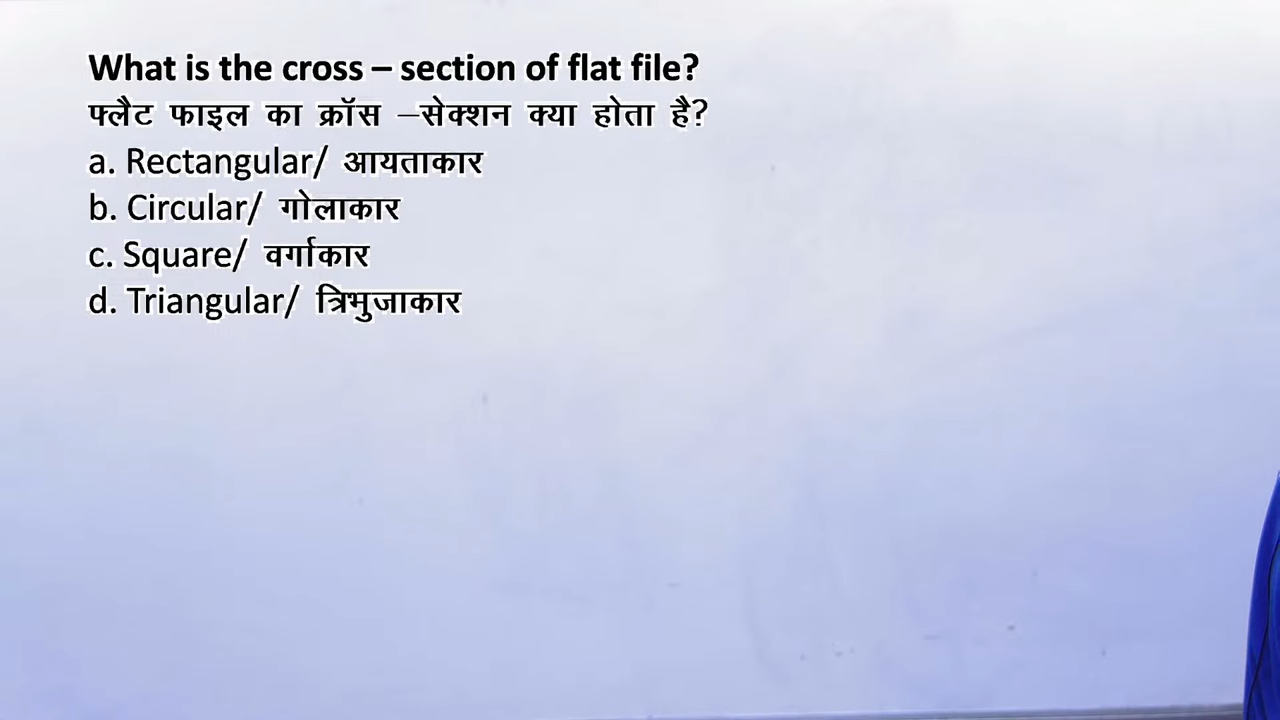 What is the cross – section of flat file?
फ्लैट फाइल का क्रॉस –सेक्शन क्या होता है?
a. Rectangular/ आयताकार
b. Circular/ गोलाकार
c. Square/ वर्गाकार
d. Triangular/ त्रिभुजाकार